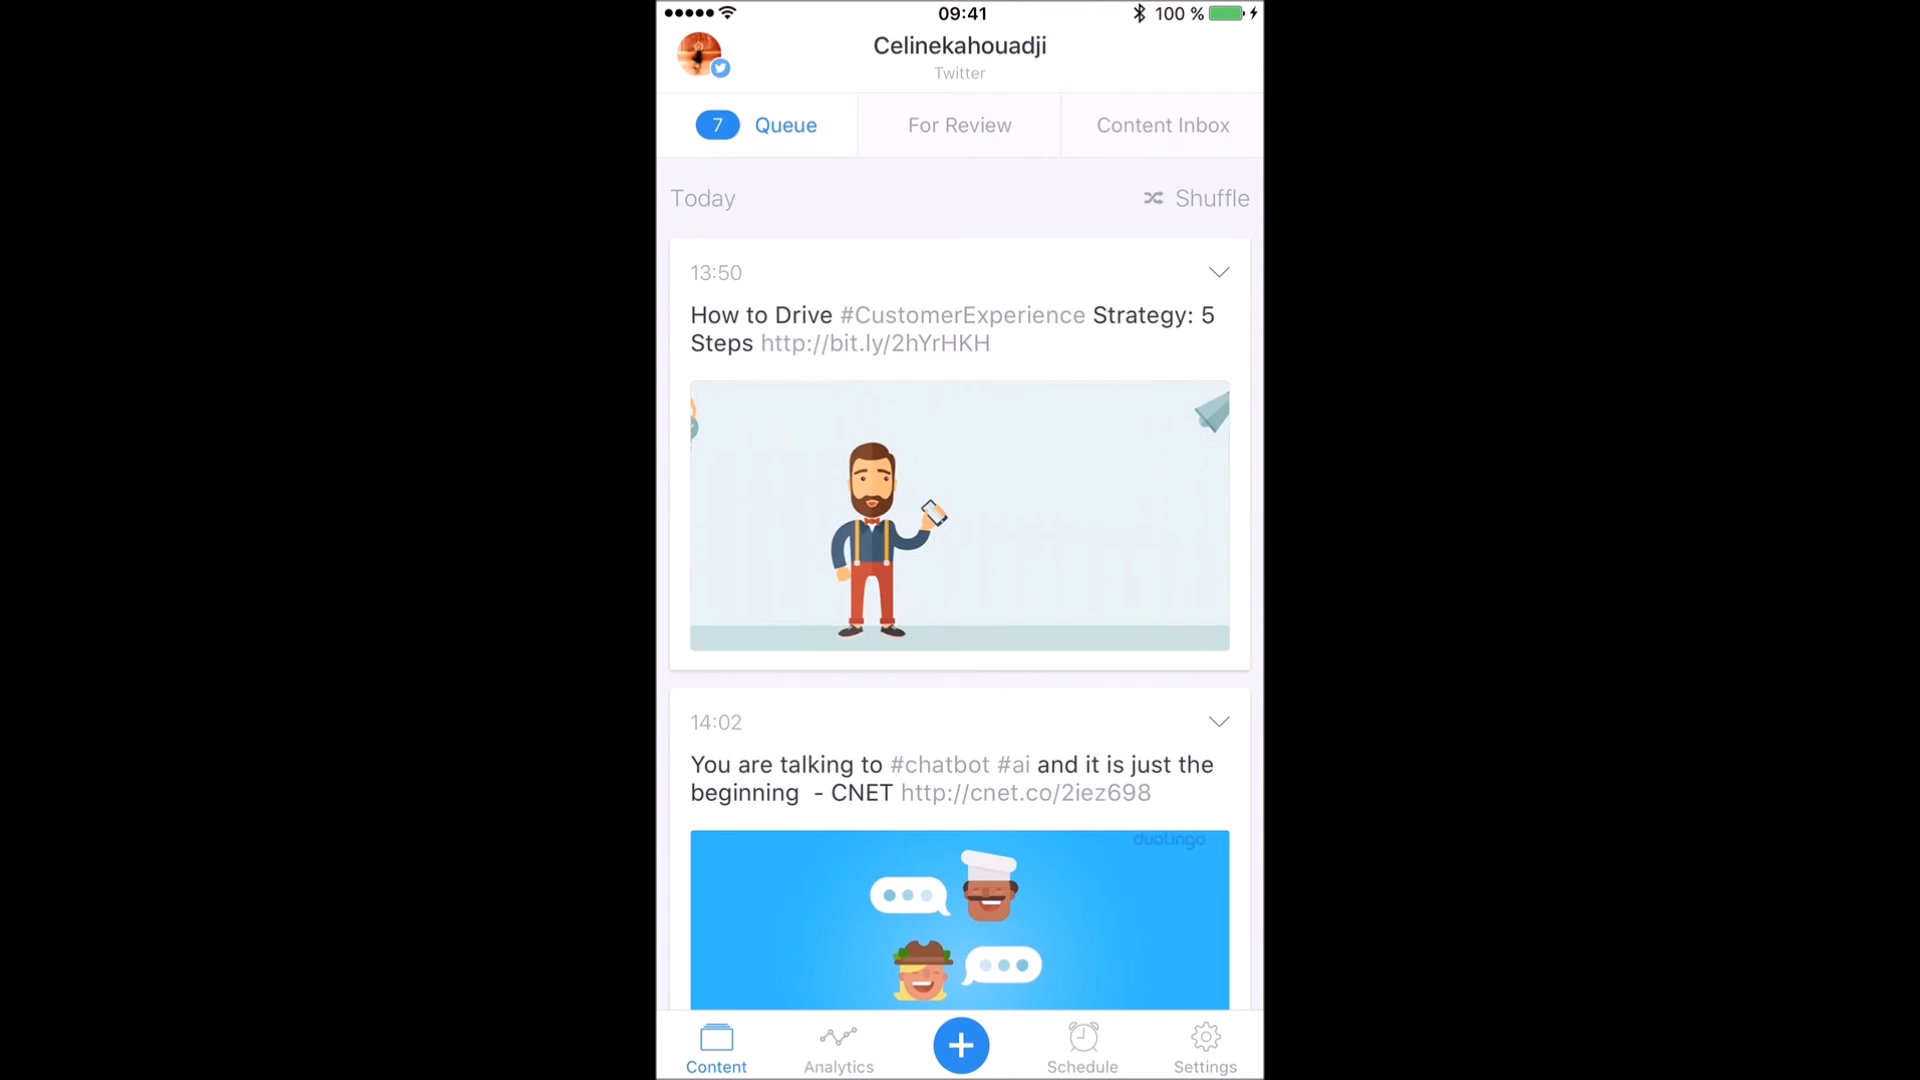 09:41
100 %
Celinekahouadji
Twitter
7 Queue
For Review
Content Inbox
Today
Shuffle
13:50
How to Drive #CustomerExperience Strategy: 5
Steps http://bit.ly/2hYrHKH
14:02
You are talking to #chatbot #ai and it is just the
beginning - CNET http://cnet.co/2iez698
duolingo
Content
Analytics
Schedule
Settings